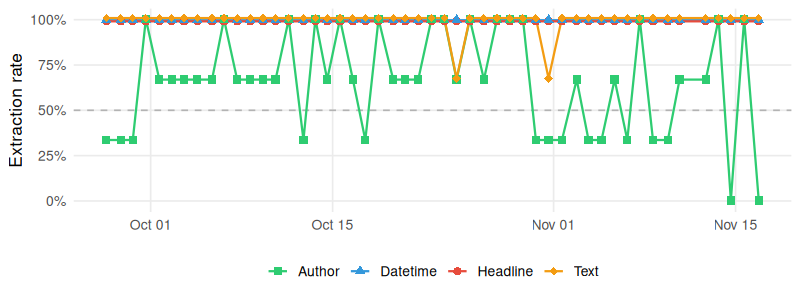 Extraction rate
100%
75%
50%
25%
0%
Oct 01
Oct 15
Nov 01
Nov 15
Author
Datetime
Headline
Text